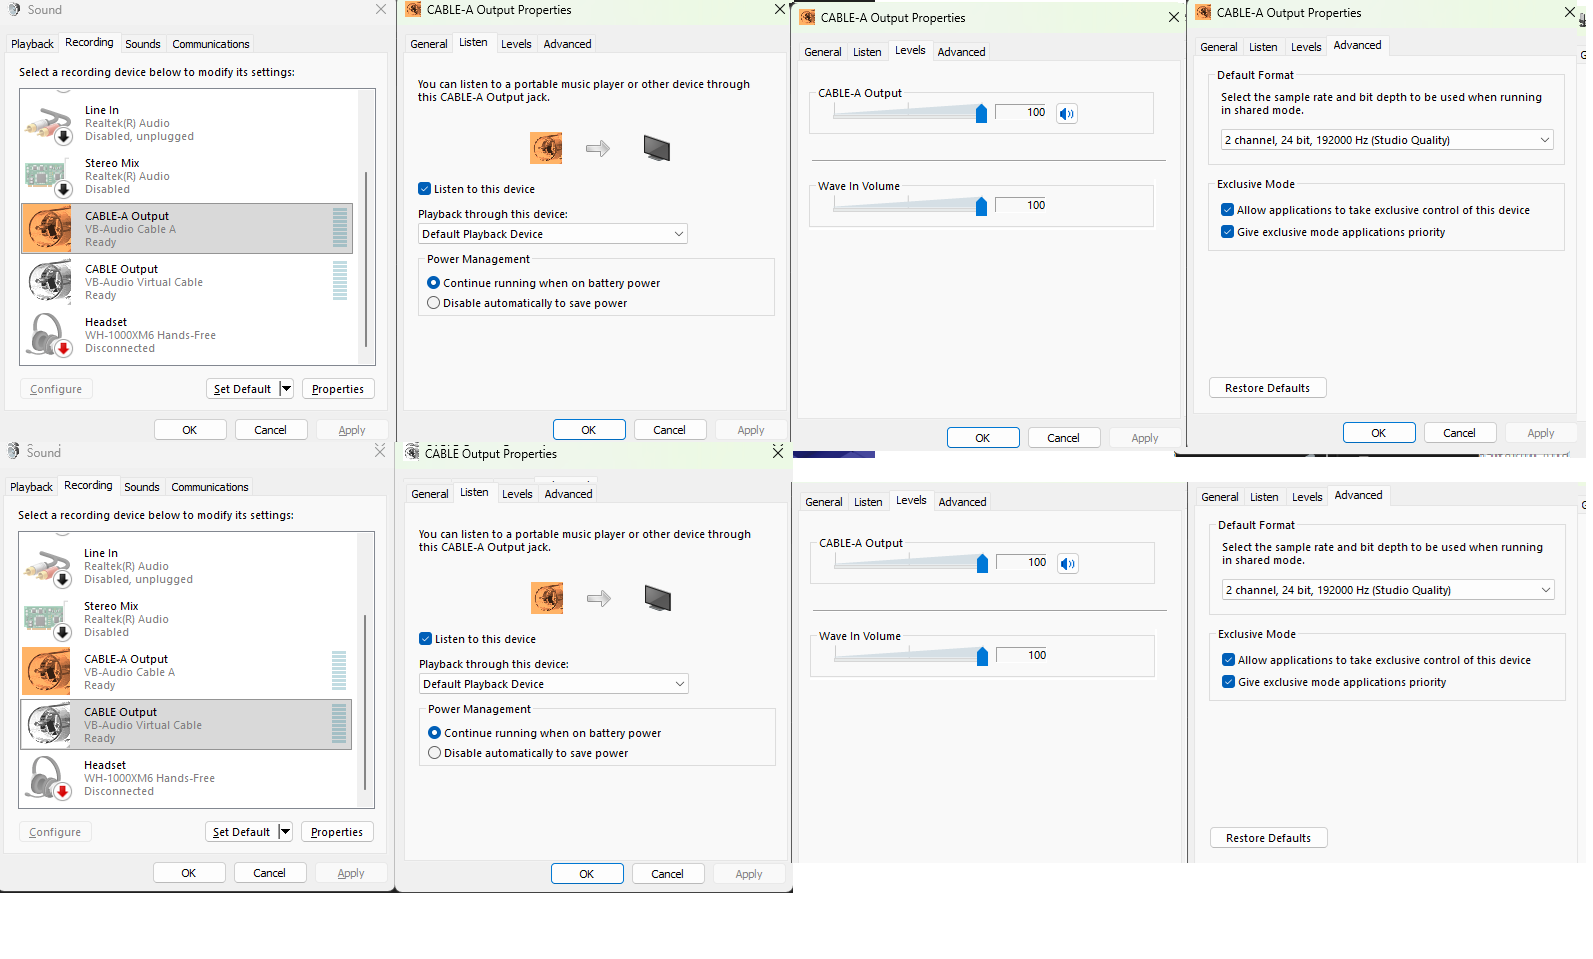 Sound
Playback Recording Sounds Communications
Select a recording device below to modify its settings:
Line In
Realtek(R) Audio
Disabled, unplugged
Stereo Mix
Realtek(R) Audio
Disabled
CABLE-A Output
VB-Audio Cable A
Ready
CABLE Output
VB-Audio Virtual Cable
Ready
Headset
WH-1000XM6 Hands-Free
Disconnected
Configure Set Default Properties
OK Cancel Apply
CABLE-A Output Properties
General Listen Levels Advanced
You can listen to a portable music player or other device through
this CABLE-A Output jack.
Listen to this device
Playback through this device:
Default Playback Device
Power Management
Continue running when on battery power
Disable automatically to save power
OK Cancel Apply
CABLE-A Output Properties
General Listen Levels Advanced
CABLE-A Output
100
Wave In Volume
100
OK Cancel Apply
CABLE-A Output Properties
General Listen Levels Advanced
Default Format
Select the sample rate and bit depth to be used when running
in shared mode.
2 channel, 24 bit, 192000 Hz (Studio Quality)
Exclusive Mode
Allow applications to take exclusive control of this device
Give exclusive mode applications priority
Restore Defaults
OK Cancel Apply
Sound
Playback Recording Sounds Communications
Select a recording device below to modify its settings:
Line In
Realtek(R) Audio
Disabled, unplugged
Stereo Mix
Realtek(R) Audio
Disabled
CABLE-A Output
VB-Audio Cable A
Ready
CABLE Output
VB-Audio Virtual Cable
Ready
Headset
WH-1000XM6 Hands-Free
Disconnected
Configure Set Default Properties
OK Cancel Apply
CABLE Output Properties
General Listen Levels Advanced
You can listen to a portable music player or other device through
this CABLE-A Output jack.
Listen to this device
Playback through this device:
Default Playback Device
Power Management
Continue running when on battery power
Disable automatically to save power
OK Cancel Apply
General Listen Levels Advanced
CABLE-A Output
100
Wave In Volume
100
General Listen Levels Advanced
Default Format
Select the sample rate and bit depth to be used when running
in shared mode.
2 channel, 24 bit, 192000 Hz (Studio Quality)
Exclusive Mode
Allow applications to take exclusive control of this device
Give exclusive mode applications priority
Restore Defaults